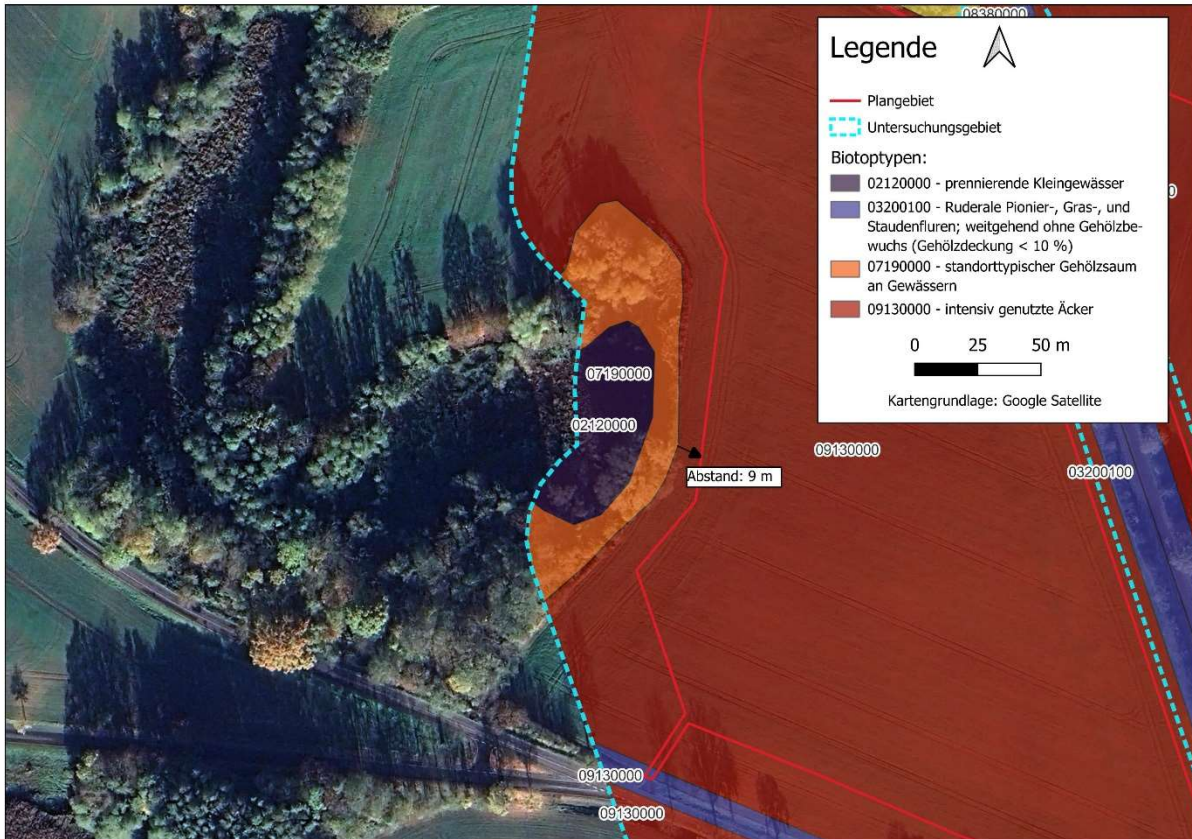 08380000
Legende
Plangebiet
Untersuchungsgebiet
Biotoptypen:
02120000 - prennierende Kleingewässer
03200100 - Ruderale Pionier-, Gras-, und
Staudenfluren; weitgehend ohne Gehölzbe-
wuchs (Gehölzdeckung < 10 %)
07190000 - standorttypischer Gehölzsaum
an Gewässern
09130000 - intensiv genutzte Äcker
0 25 50 m
Kartengrundlage: Google Satellite
07190000
02120000
09130000
03200100
Abstand: 9 m
09130000
09130000